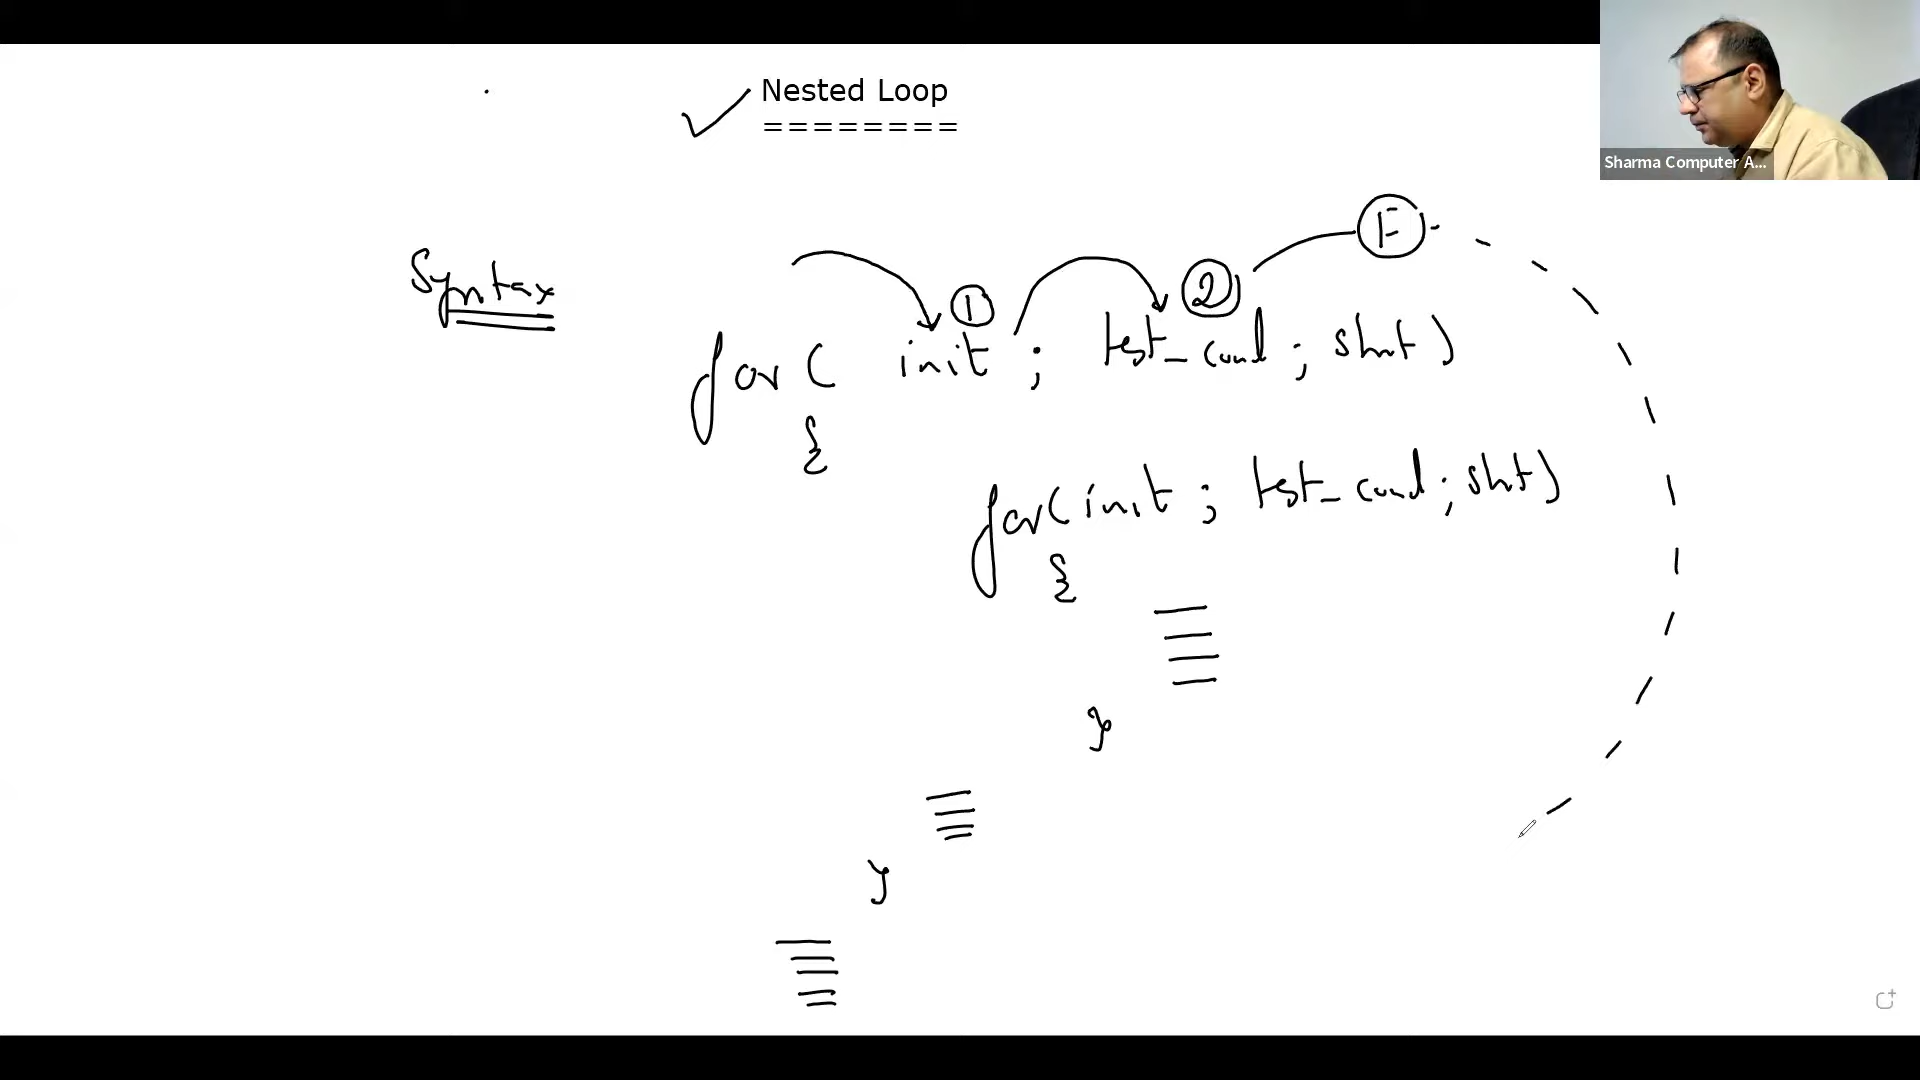 Nested Loop
========
Sharma Computer A...
F
Syntax
1 2
for( init ; test_cond ; stmt )
{
for(init ; test_cond ; stmt)
{
}
}